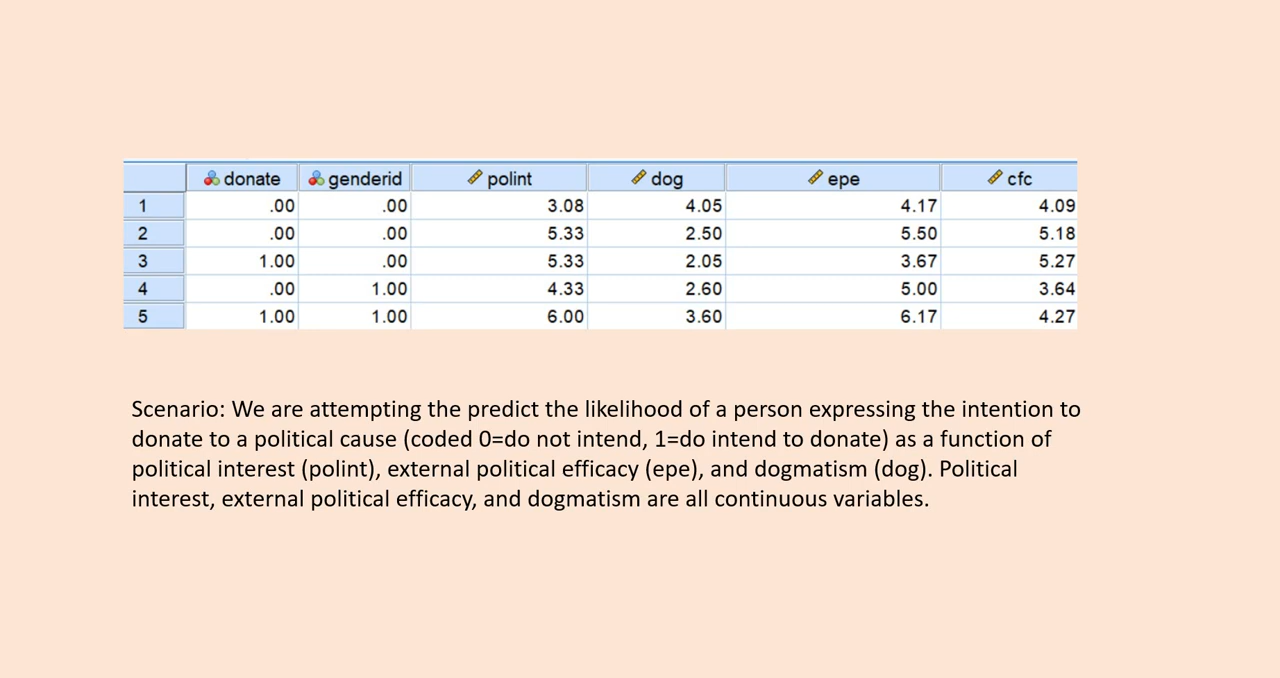 donate genderid polint dog epe cfc
1 .00 .00 3.08 4.05 4.17 4.09
2 .00 .00 5.33 2.50 5.50 5.18
3 1.00 .00 5.33 2.05 3.67 5.27
4 .00 1.00 4.33 2.60 5.00 3.64
5 1.00 1.00 6.00 3.60 6.17 4.27
Scenario: We are attempting the predict the likelihood of a person expressing the intention to
donate to a political cause (coded 0=do not intend, 1=do intend to donate) as a function of
political interest (polint), external political efficacy (epe), and dogmatism (dog). Political
interest, external political efficacy, and dogmatism are all continuous variables.